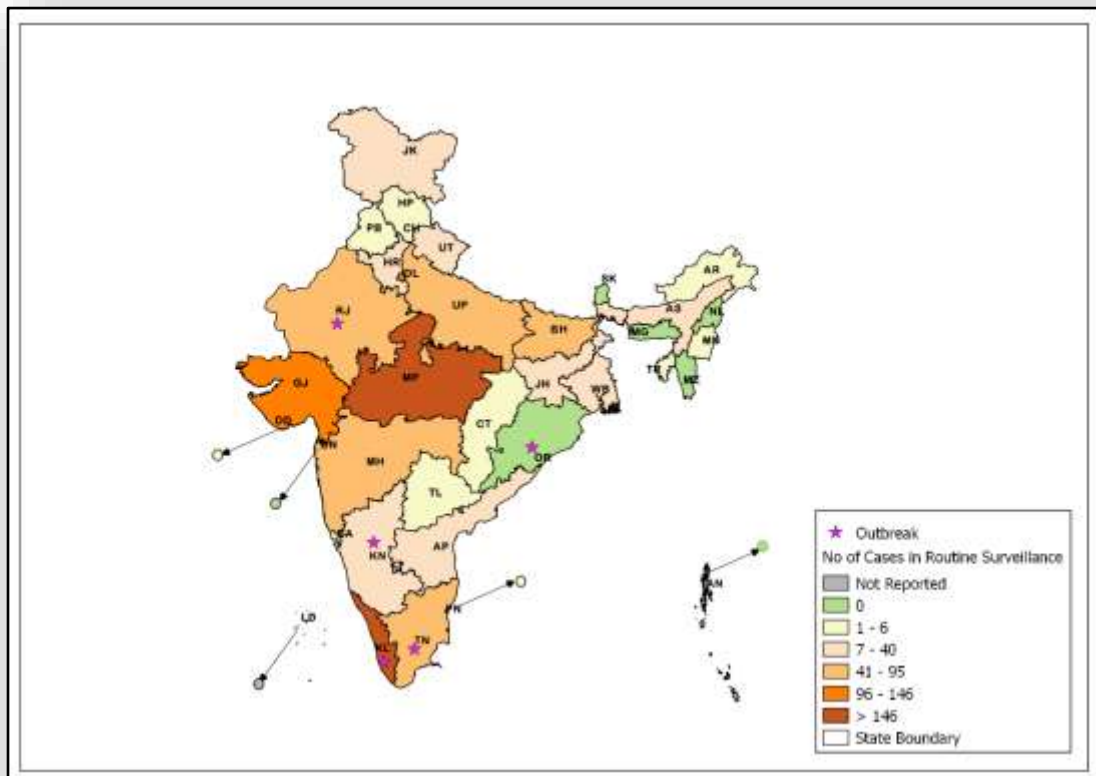 JK
HP
PB
CH
UT
HR
DL
SK
AR
RJ
UP
AS
NL
BH
MG
MN
TR
MZ
GJ
MP
JH
WB
DD
CT
DN
MH
OR
TL
GA
KN
AP
AN
PN
LD
KL
TN
Outbreak
No of Cases in Routine Surveillance
Not Reported
0
1 - 6
7 - 40
41 - 95
96 - 146
> 146
State Boundary